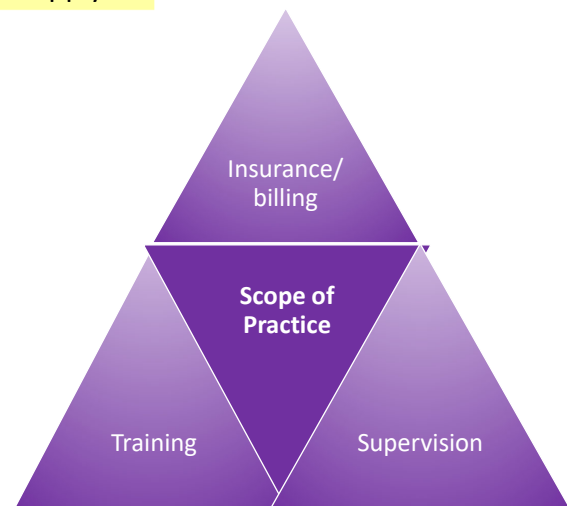 Insurance/
billing
Scope of
Practice
Training
Supervision